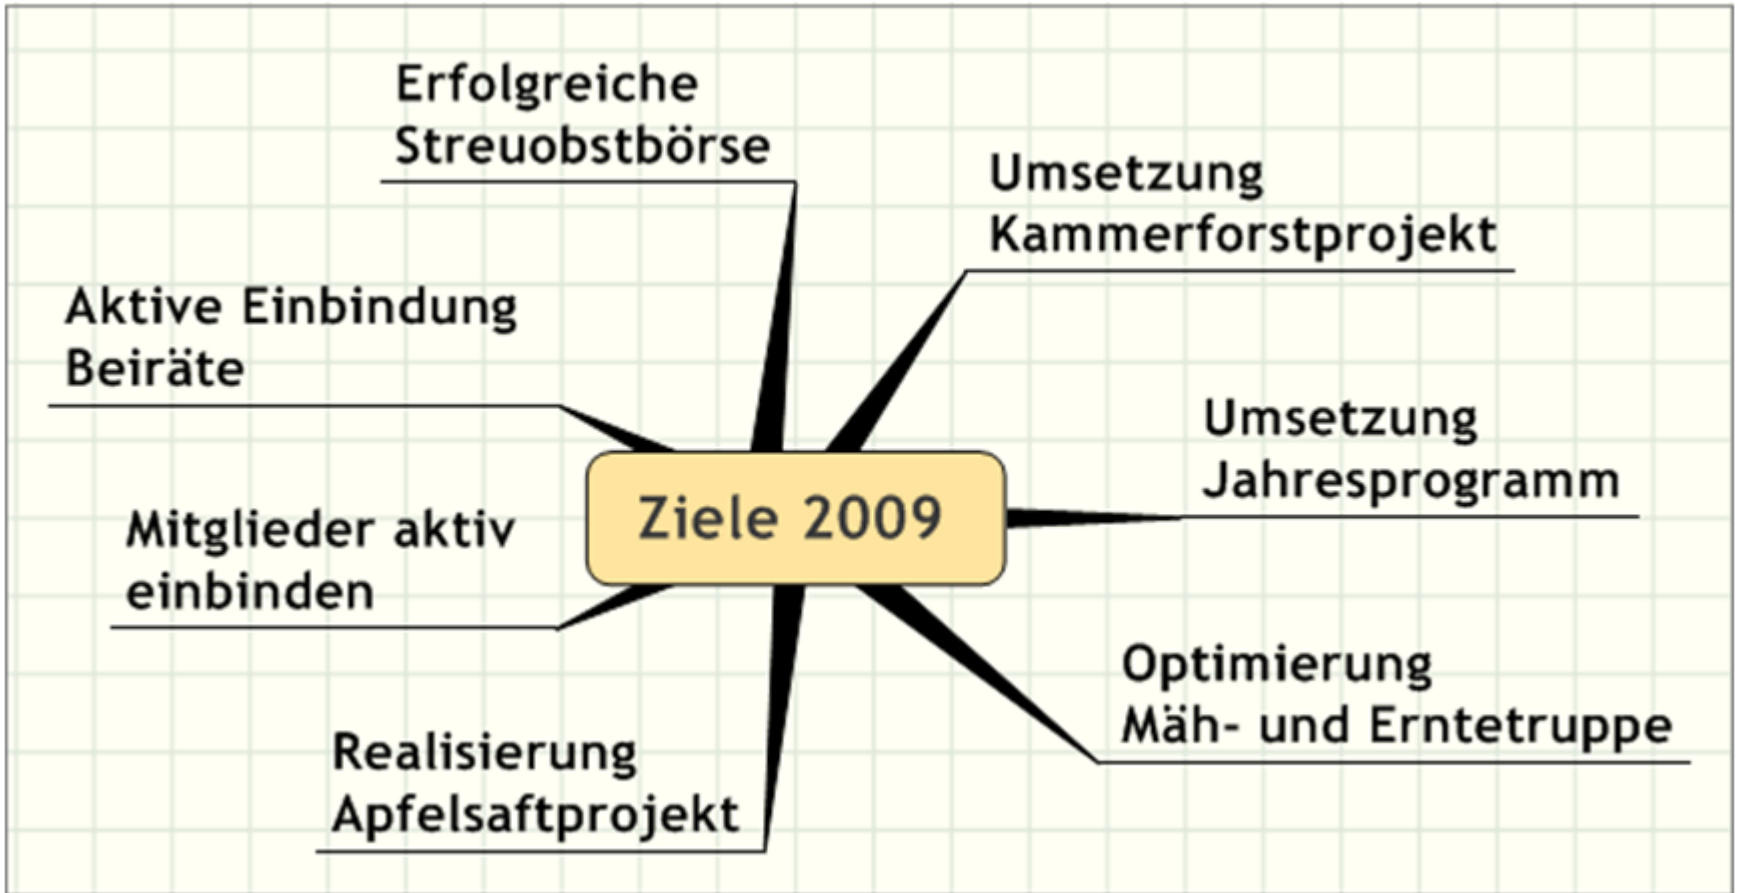 Erfolgreiche
Streuobstbörse
Umsetzung
Kammerforstprojekt
Aktive Einbindung
Beiräte
Umsetzung
Jahresprogramm
Ziele 2009
Mitglieder aktiv
einbinden
Optimierung
Mäh- und Erntetruppe
Realisierung
Apfelsaftprojekt